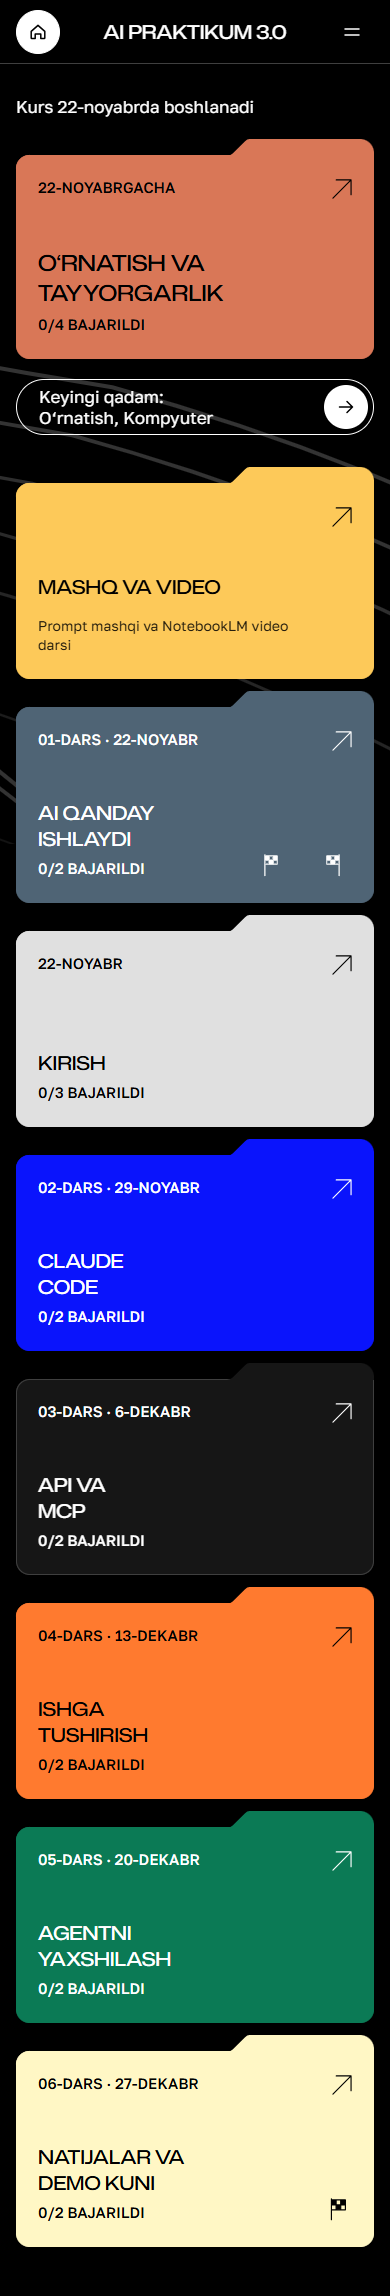 AI PRAKTIKUM 3.0
Kurs 22-noyabrda boshlanadi
22-NOYABRGACHA
O‘RNATISH VA
TAYYORGARLIK
0/4 BAJARILDI
Keyingi qadam:
O‘rnatish, Kompyuter
MASHQ VA VIDEO
Prompt mashqi va NotebookLM video
darsi
01-DARS · 22-NOYABR
AI QANDAY
ISHLAYDI
0/2 BAJARILDI
22-NOYABR
KIRISH
0/3 BAJARILDI
02-DARS · 29-NOYABR
CLAUDE
CODE
0/2 BAJARILDI
03-DARS · 6-DEKABR
API VA
MCP
0/2 BAJARILDI
04-DARS · 13-DEKABR
ISHGA
TUSHIRISH
0/2 BAJARILDI
05-DARS · 20-DEKABR
AGENTNI
YAXSHILASH
0/2 BAJARILDI
06-DARS · 27-DEKABR
NATIJALAR VA
DEMO KUNI
0/2 BAJARILDI